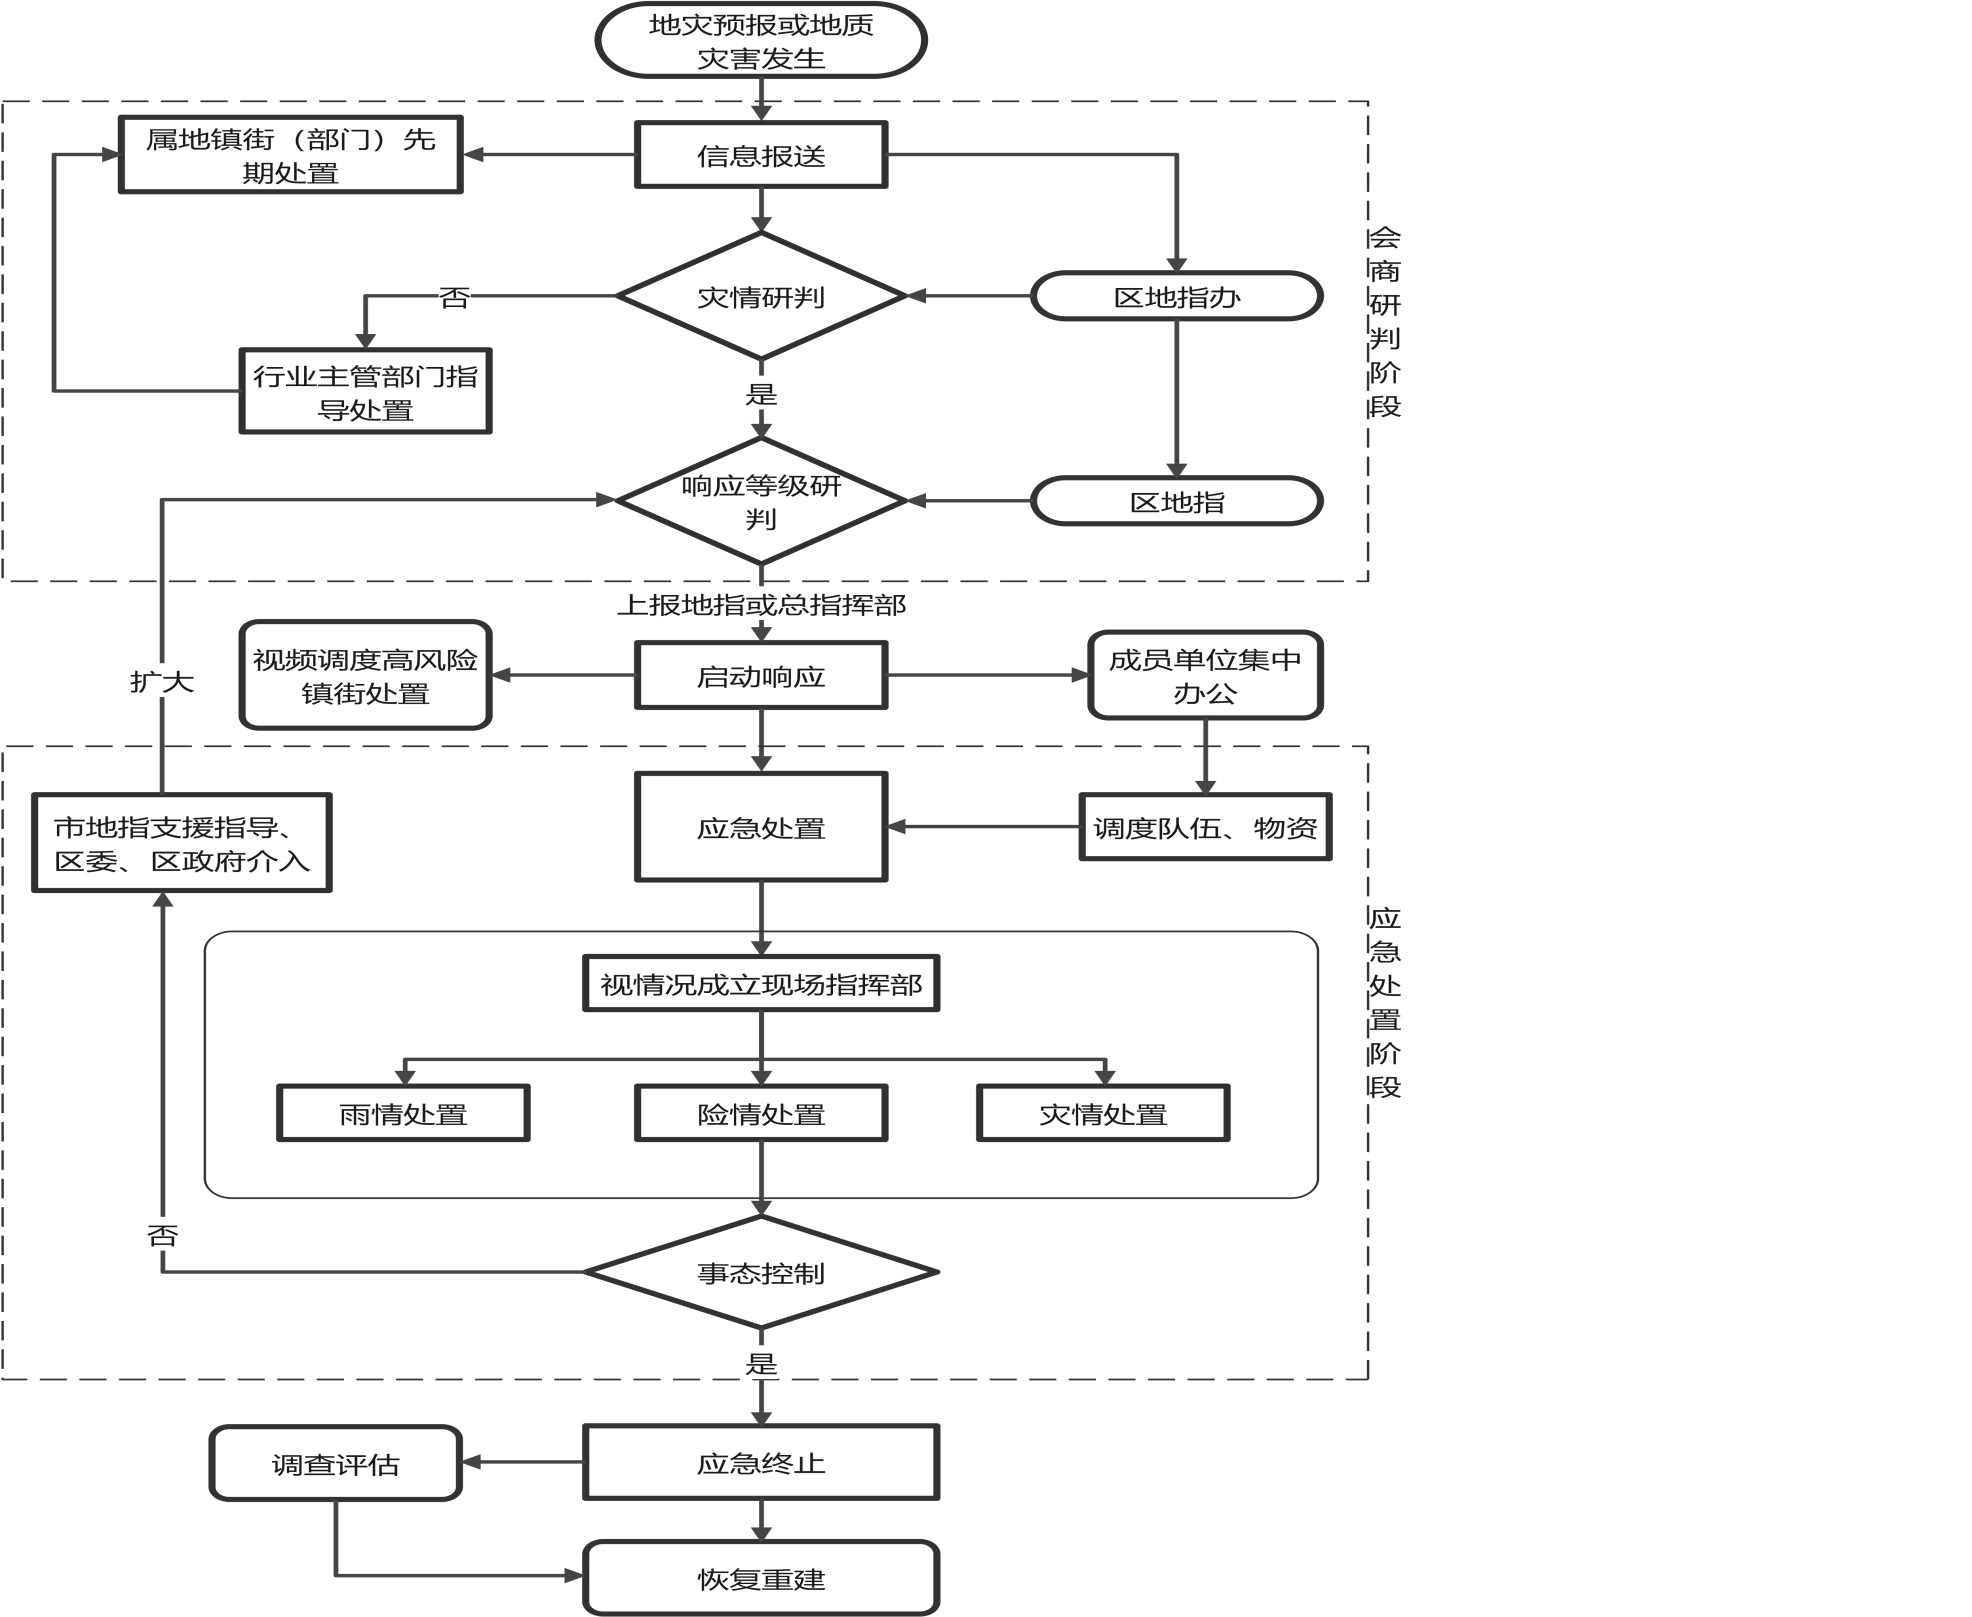 地灾预报或地质
灾害发生
属地镇街（部门）先
期处置
信息报送
灾情研判
否
区地指办
行业主管部门指
导处置
是
响应等级研
判
区地指
会
商
研
判
阶
段
上报地指或总指挥部
视频调度高风险
镇街处置
启动响应
成员单位集中
办公
扩大
市地指支援指导、
区委、区政府介入
应急处置
调度队伍、物资
视情况成立现场指挥部
雨情处置
险情处置
灾情处置
应
急
处
置
阶
段
否
事态控制
是
调查评估
应急终止
恢复重建